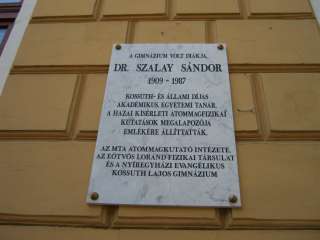 A GIMNÁZIUM VOLT DIÁKJA,
DR. SZALAY SÁNDOR
1909 - 1987
KOSSUTH- ÉS ÁLLAMI DÍJAS
AKADÉMIKUS, EGYETEMI TANÁR,
A HAZAI KÍSÉRLETI ATOMMAGFIZIKAI
KUTATÁSOK MEGALAPOZÓJA
EMLÉKÉRE ÁLLÍTTATTÁK.
AZ MTA ATOMMAGKUTATÓ INTÉZETE,
AZ EÖTVÖS LORÁND FIZIKAI TÁRSULAT
ÉS A NYÍREGYHÁZI EVANGÉLIKUS
KOSSUTH LAJOS GIMNÁZIUM